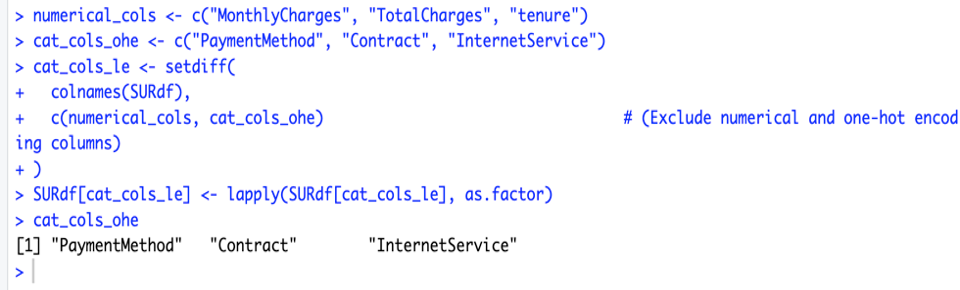 > numerical_cols <- c("MonthlyCharges", "TotalCharges", "tenure")
> cat_cols_ohe <- c("PaymentMethod", "Contract", "InternetService")
> cat_cols_le <- setdiff(
+   colnames(SURdf),
+   c(numerical_cols, cat_cols_ohe)                                # (Exclude numerical and one-hot encod
ing columns)
+ )
> SURdf[cat_cols_le] <- lapply(SURdf[cat_cols_le], as.factor)
> cat_cols_ohe
[1] "PaymentMethod"   "Contract"        "InternetService"
>